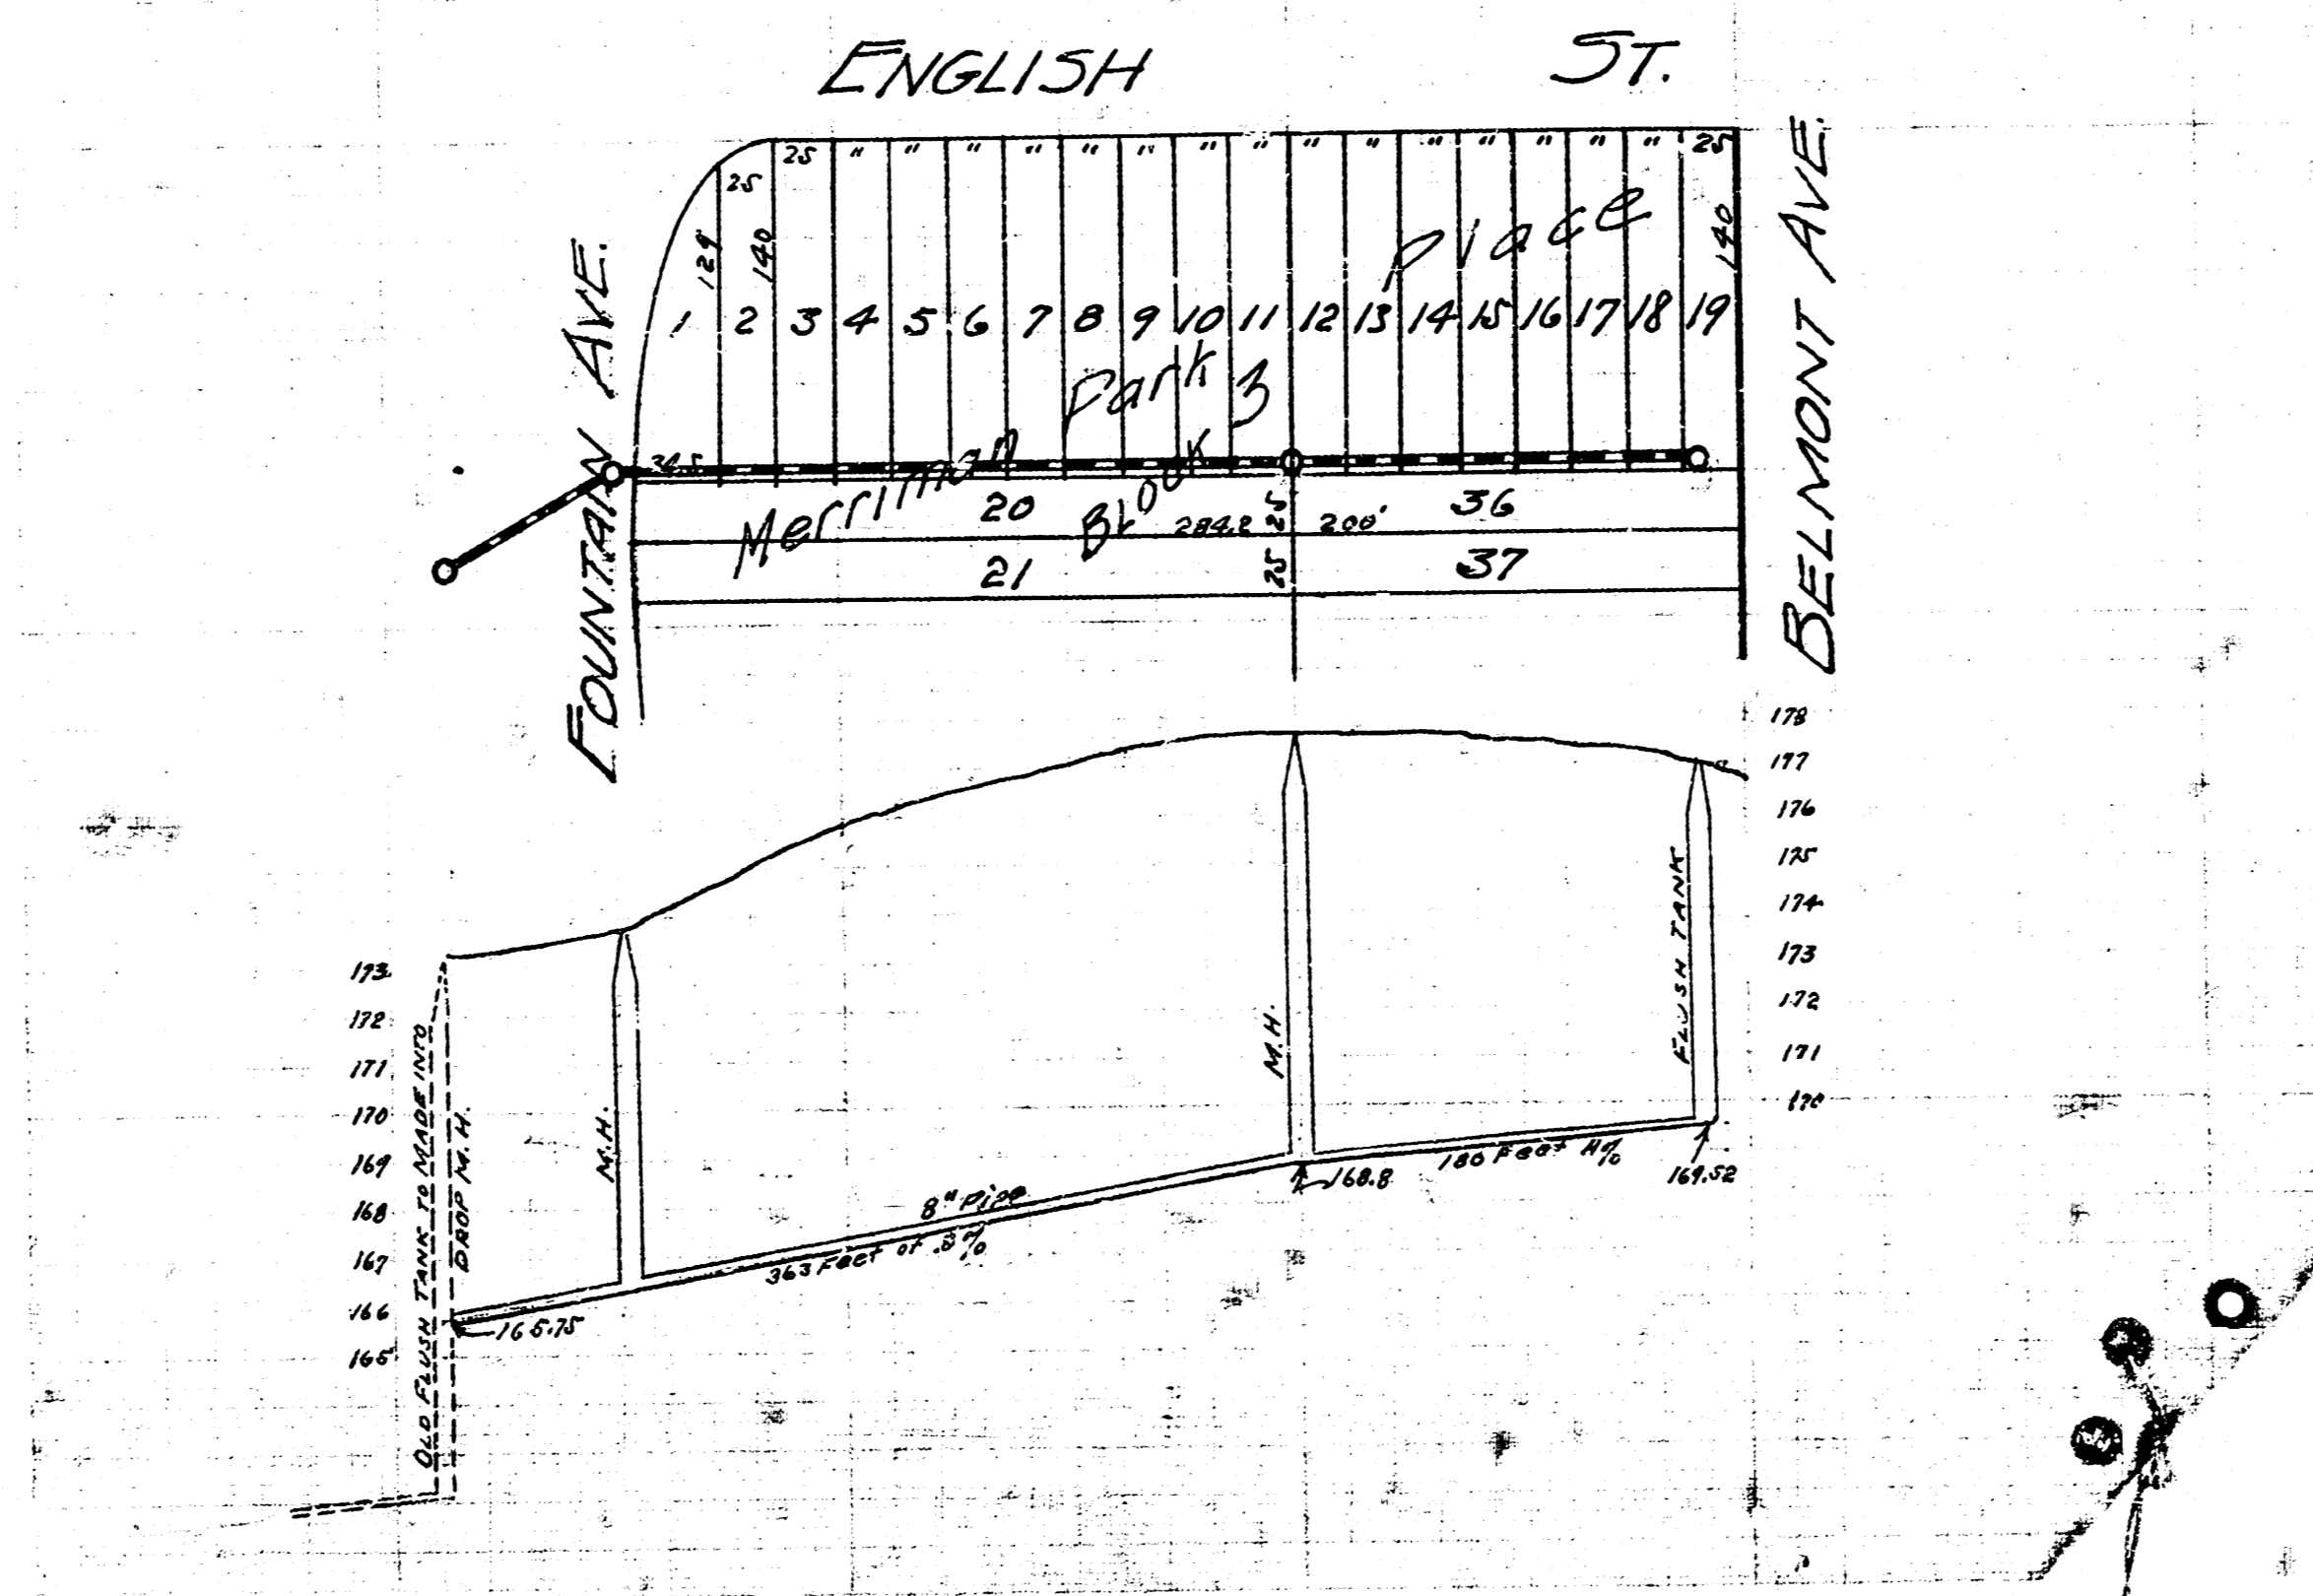 ENGLISH ST.
FOUNTAIN AVE.
BELMONT AVE.
25 " " " " " " " " " " " " " " " 25
25
129
140
140
1 2 3 4 5 6 7 8 9 10 11 12 13 14 15 16 17 18 19
Merriman Park Place
Block 3
34.5
20
284.2
25
200'
36
21
25
37
178
177
176
175
174
173
172
171
170
173
172
171
170
169
168
167
166
165
OLD FLUSH TANK TO MADE INTO
DROP M.H.
M.H.
M.H.
FLUSH TANK
8" Pipe
363 Feet of .8%
180 Feet .4%
168.8
169.52
165.75